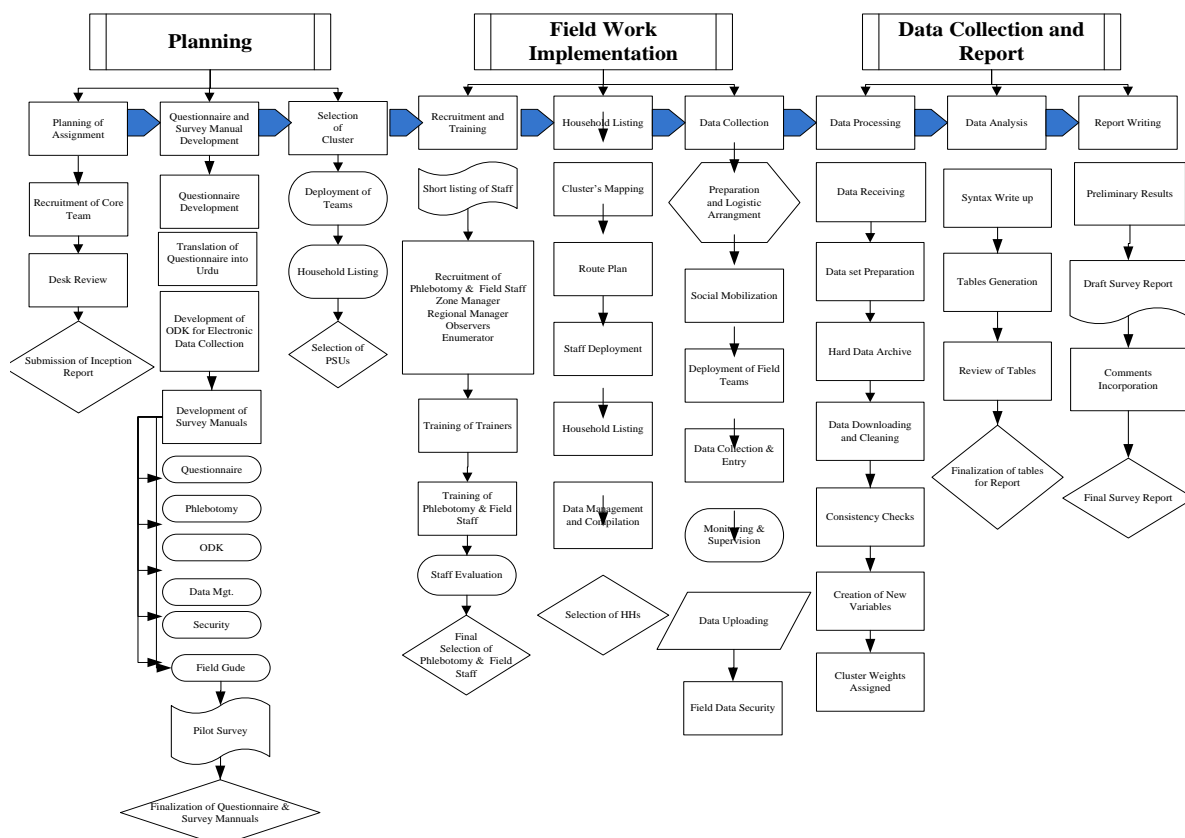 Planning
Field Work
Implementation
Data Collection and
Report
Planning of
Assignment
Questionnaire and
Survey Manual
Development
Selection
of
Cluster
Recruitment and
Training
Household Listing
Data Collection
Data Processing
Data Analysis
Report Writing
Recruitment of Core
Team
Desk Review
Submission of Inception
Report
Questionnaire
Development
Translation of
Questionnaire into
Urdu
Development of
ODK for Electronic
Data Collection
Development of
Survey Manuals
Questionnaire
Phlebotomy
ODK
Data Mgt.
Security
Field Gude
Pilot Survey
Finalization of Questionnaire &
Survey Mannuals
Deployment of
Teams
Household Listing
Selection of
PSUs
Short listing of Staff
Recruitment of
Phlebotomy & Field Staff
Zone Manager
Regional Manager
Observers
Enumerator
Training of Trainers
Training of
Phlebotomy & Field
Staff
Staff Evaluation
Final
Selection of
Phlebotomy & Field
Staff
Cluster's Mapping
Route Plan
Staff Deployment
Household Listing
Data Management
and Compilation
Selection of HHs
Preparation
and Logistic
Arrangment
Social Mobilization
Deployment of Field
Teams
Data Collection &
Entry
Monitoring &
Supervision
Data Uploading
Field Data Security
Data Receiving
Data set Preparation
Hard Data Archive
Data Downloading
and Cleaning
Consistency Checks
Creation of New
Variables
Cluster Weights
Assigned
Syntax Write up
Tables Generation
Review of Tables
Finalization of tables
for Report
Preliminary Results
Draft Survey Report
Comments
Incorporation
Final Survey Report